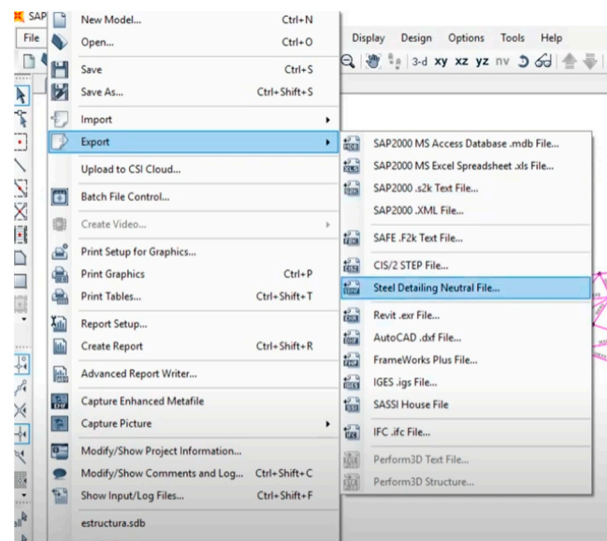 SAP
File
Display Design Options Tools Help
3-d xy xz yz nv
New Model... Ctrl+N
Open... Ctrl+O
Save Ctrl+S
Save As... Ctrl+Shift+S
Import
Export
Upload to CSI Cloud...
Batch File Control...
Create Video...
Print Setup for Graphics...
Print Graphics Ctrl+P
Print Tables... Ctrl+Shift+T
Report Setup...
Create Report Ctrl+Shift+R
Advanced Report Writer...
Capture Enhanced Metafile
Capture Picture
Modify/Show Project Information...
Modify/Show Comments and Log... Ctrl+Shift+C
Show Input/Log Files... Ctrl+Shift+F
estructura.sdb
SAP2000 MS Access Database .mdb File...
SAP2000 MS Excel Spreadsheet .xls File...
SAP2000 .s2k Text File...
SAP2000 .XML File...
SAFE .F2k Text File...
CIS/2 STEP File...
Steel Detailing Neutral File...
Revit .exr File...
AutoCAD .dxf File...
FrameWorks Plus File...
IGES .igs File...
SASSI House File
IFC .ifc File...
Perform3D Text File...
Perform3D Structure...